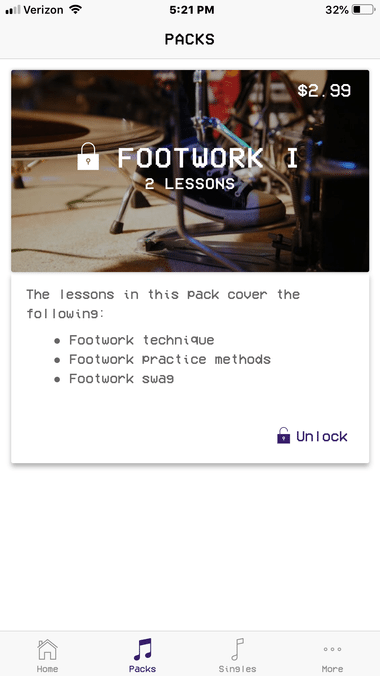 Verizon 5:21 PM 32%
PACKS
$2.99
FOOTWORK I
2 LESSONS
The lessons in this pack cover the
following:
• Footwork technique
• Footwork practice methods
• Footwork swag
Unlock
Home Packs Singles More